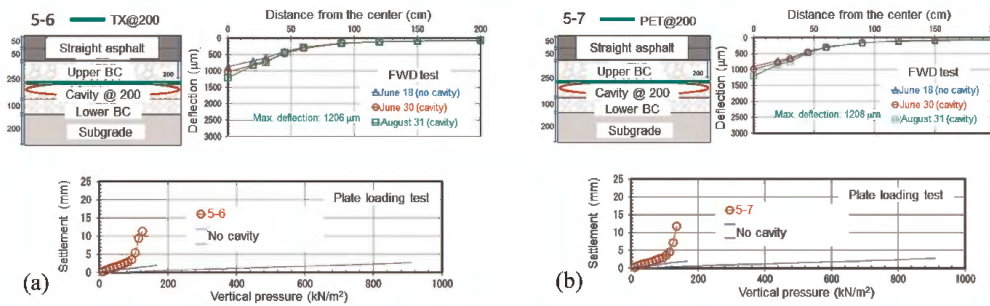 5-6 TX@200
50
50
250
100
200
Straight asphalt
Upper BC
200
Cavity @ 200
Lower BC
Subgrade
Distance from the center (cm)
0 50 100 150 200
0
500
1000
1500
2000
2500
3000
Deflection (µm)
FWD test
June 18 (no cavity)
June 30 (cavity)
August 31 (cavity)
Max. deflection: 1206 µm
25
20
15
10
5
0
Settlement (mm)
Plate loading test
5-6
No cavity
0 200 400 600 800 1000
Vertical pressure (kN/m²)
(a)
5-7 PET@200
50
50
250
100
200
Straight asphalt
Upper BC
200
Cavity @ 200
Lower BC
Subgrade
Distance from the center (cm)
0 50 100 150
0
500
1000
1500
2000
2500
3000
Deflection (µm)
FWD test
June 18 (no cavity)
June 30 (cavity)
August 31 (cavity)
Max. deflection: 1206 µm
25
20
15
10
5
0
Settlement (mm)
Plate loading test
5-7
No cavity
0 200 400 600 800 1000
Vertical pressure (kN/m²)
(b)